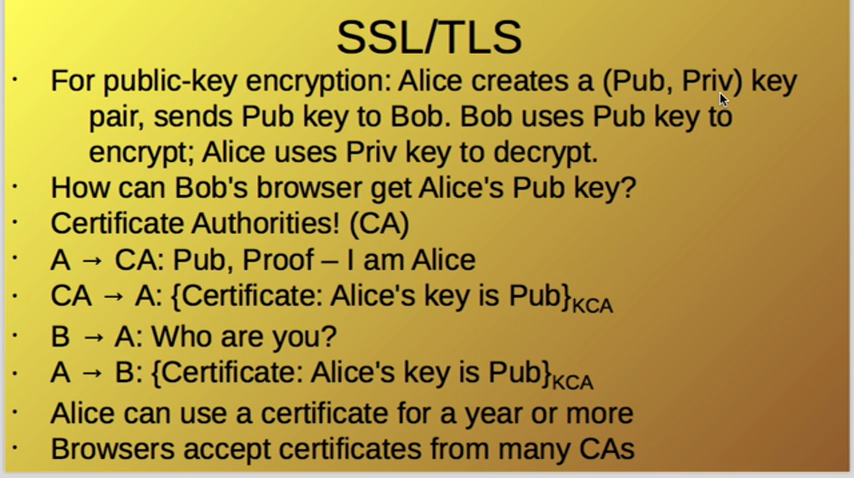 SSL/TLS
· For public-key encryption: Alice creates a (Pub, Priv) key
pair, sends Pub key to Bob. Bob uses Pub key to
encrypt; Alice uses Priv key to decrypt.
· How can Bob's browser get Alice's Pub key?
· Certificate Authorities! (CA)
· A → CA: Pub, Proof – I am Alice
· CA → A: {Certificate: Alice's key is Pub}KCA
· B → A: Who are you?
· A → B: {Certificate: Alice's key is Pub}KCA
· Alice can use a certificate for a year or more
· Browsers accept certificates from many CAs